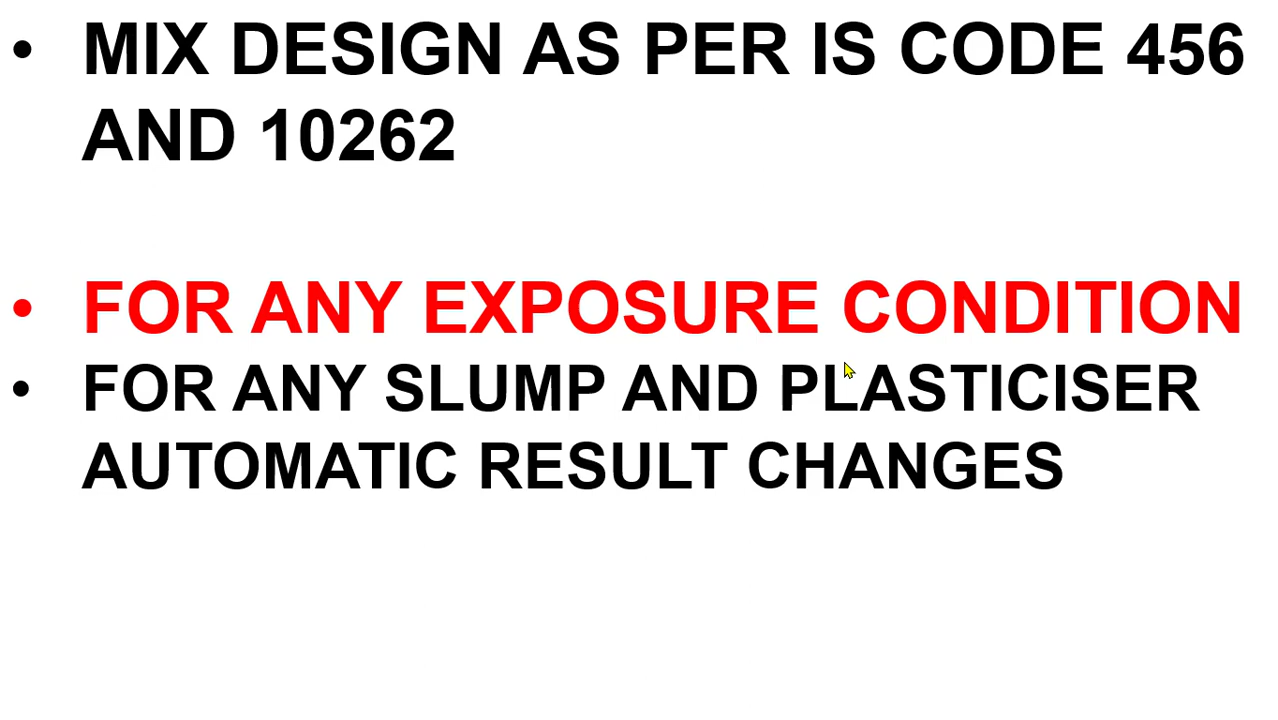 • MIX DESIGN AS PER IS CODE 456
AND 10262
• FOR ANY EXPOSURE CONDITION
• FOR ANY SLUMP AND PLASTICISER
AUTOMATIC RESULT CHANGES